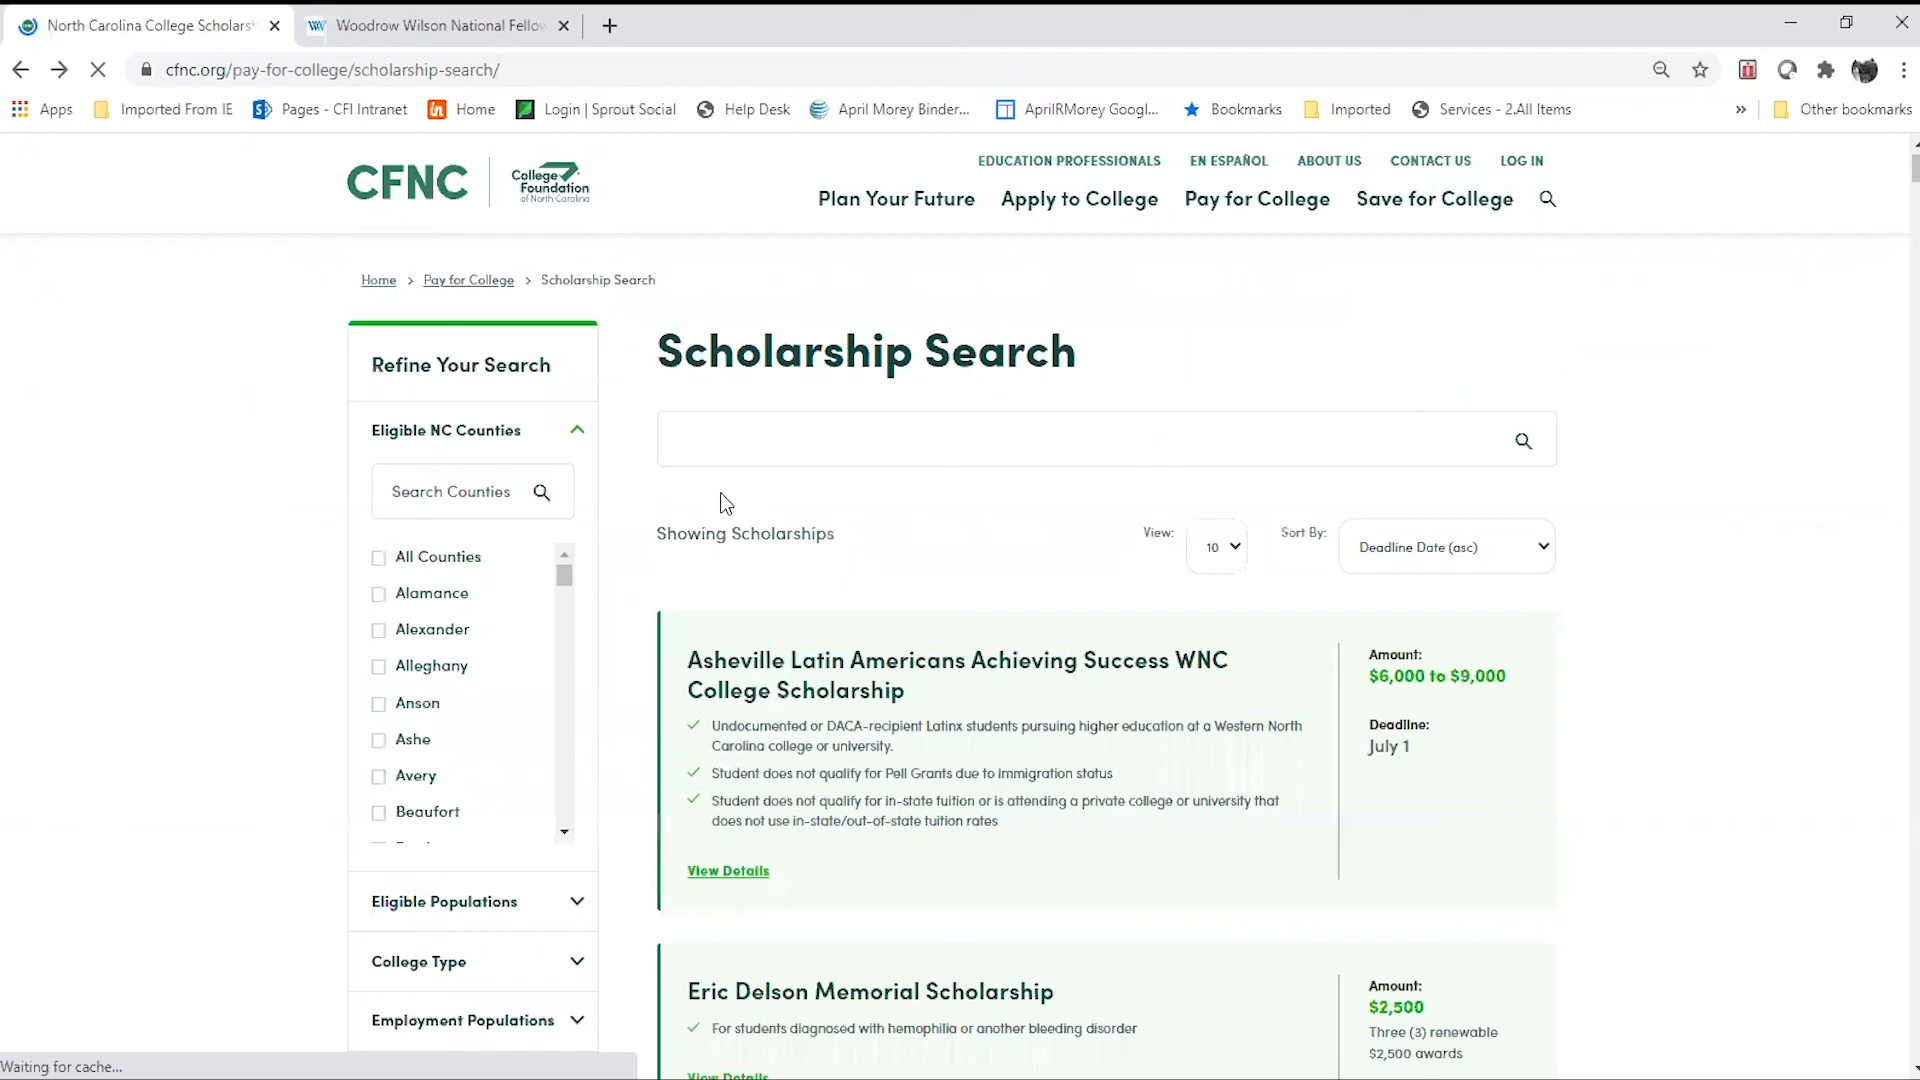 North Carolina College Scholars
Woodrow Wilson National Fellow
cfnc.org/pay-for-college/scholarship-search/
Apps
Imported From IE
Pages - CFI Intranet
Home
Login | Sprout Social
Help Desk
April Morey Binder...
AprilRMorey Googl...
Bookmarks
Imported
Services - 2.All Items
»
Other bookmarks
CFNC
College
Foundation
of North Carolina
EDUCATION PROFESSIONALS
EN ESPAÑOL
ABOUT US
CONTACT US
LOG IN
Plan Your Future
Apply to College
Pay for College
Save for College
Home > Pay for College > Scholarship Search
Refine Your Search
Eligible NC Counties
Search Counties
All Counties
Alamance
Alexander
Alleghany
Anson
Ashe
Avery
Beaufort
Eligible Populations
College Type
Employment Populations
Scholarship Search
Showing Scholarships
View:
10
Sort By:
Deadline Date (asc)
Asheville Latin Americans Achieving Success WNC
College Scholarship
Undocumented or DACA-recipient Latinx students pursuing higher education at a Western North
Carolina college or university.
Student does not qualify for Pell Grants due to immigration status
Student does not qualify for in-state tuition or is attending a private college or university that
does not use in-state/out-of-state tuition rates
View Details
Amount:
$6,000 to $9,000
Deadline:
July 1
Eric Delson Memorial Scholarship
For students diagnosed with hemophilia or another bleeding disorder
View Details
Amount:
$2,500
Three (3) renewable
$2,500 awards
Waiting for cache...